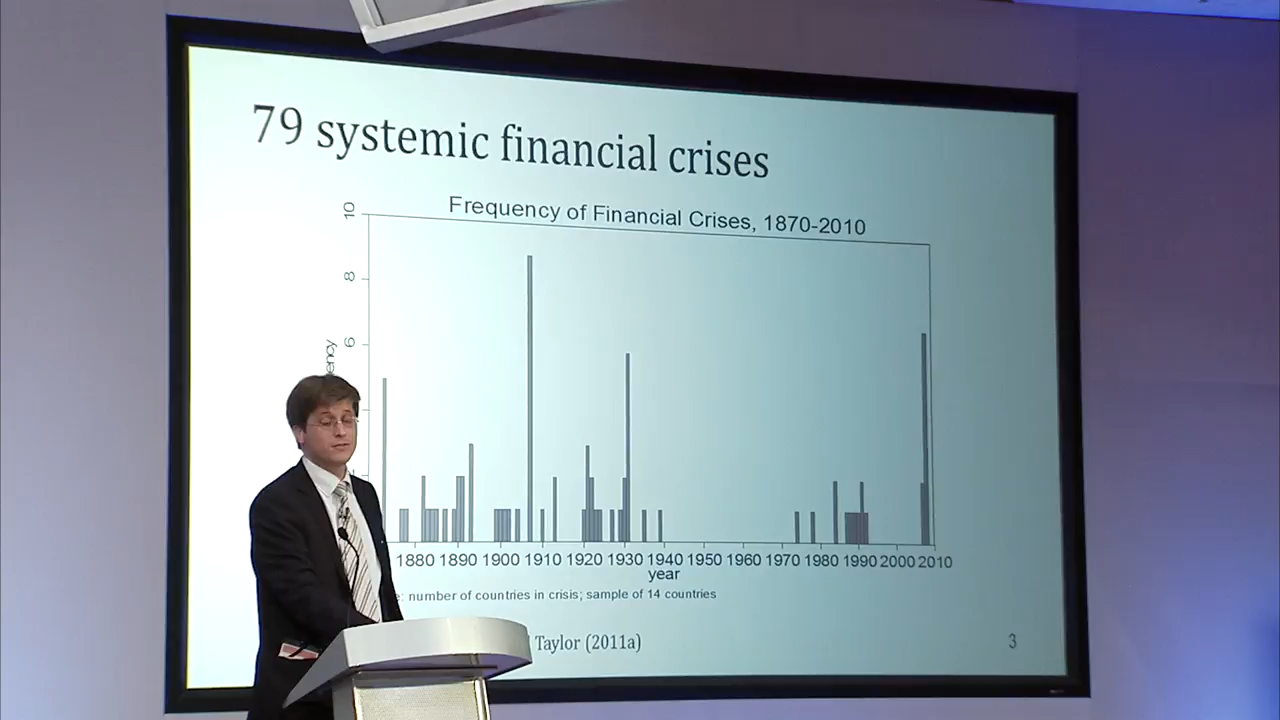 79 systemic financial crises
Frequency of Financial Crises, 1870-2010
10
8
6
ency
1880 1890 1900 1910 1920 1930 1940 1950 1960 1970 1980 1990 2000 2010
year
e: number of countries in crisis; sample of 14 countries
Taylor (2011a)
3